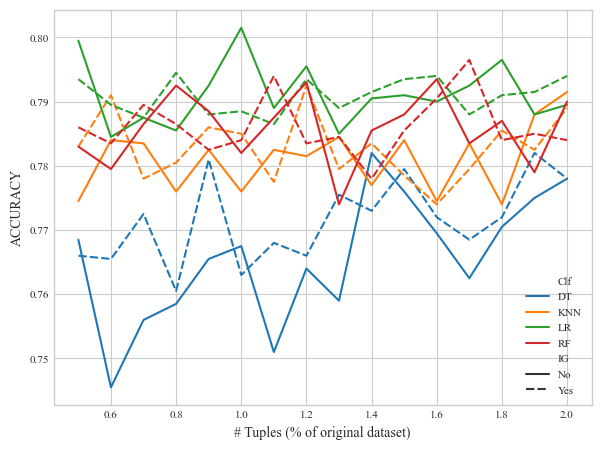 0.80
0.79
0.78
0.77
0.76
0.75
ACCURACY
0.6 0.8 1.0 1.2 1.4 1.6 1.8 2.0
# Tuples (% of original dataset)
Clf
DT
KNN
LR
RF
IG
No
Yes